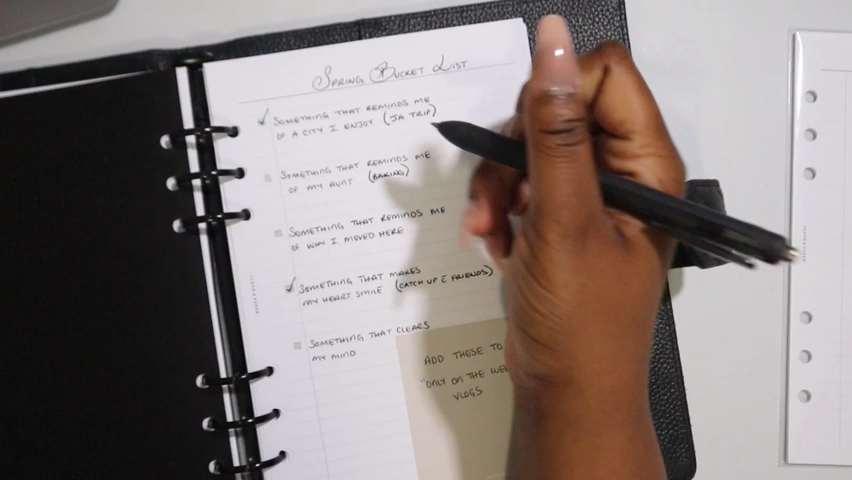 SPRING BUCKET LIST
SOMETHING THAT REMINDS ME
OF A CITY I ENJOY (JA TRIP)
SOMETHING THAT REMINDS ME
OF MY AUNT (BAKING)
SOMETHING THAT REMINDS ME
OF WHY I MOVED HERE
SOMETHING THAT MAKES
MY HEART SMILE (CATCH UP C FRIENDS)
SOMETHING THAT CLEARS
MY MIND
ADD THESE TO
"ONLY ON THE WEE
VLOGS